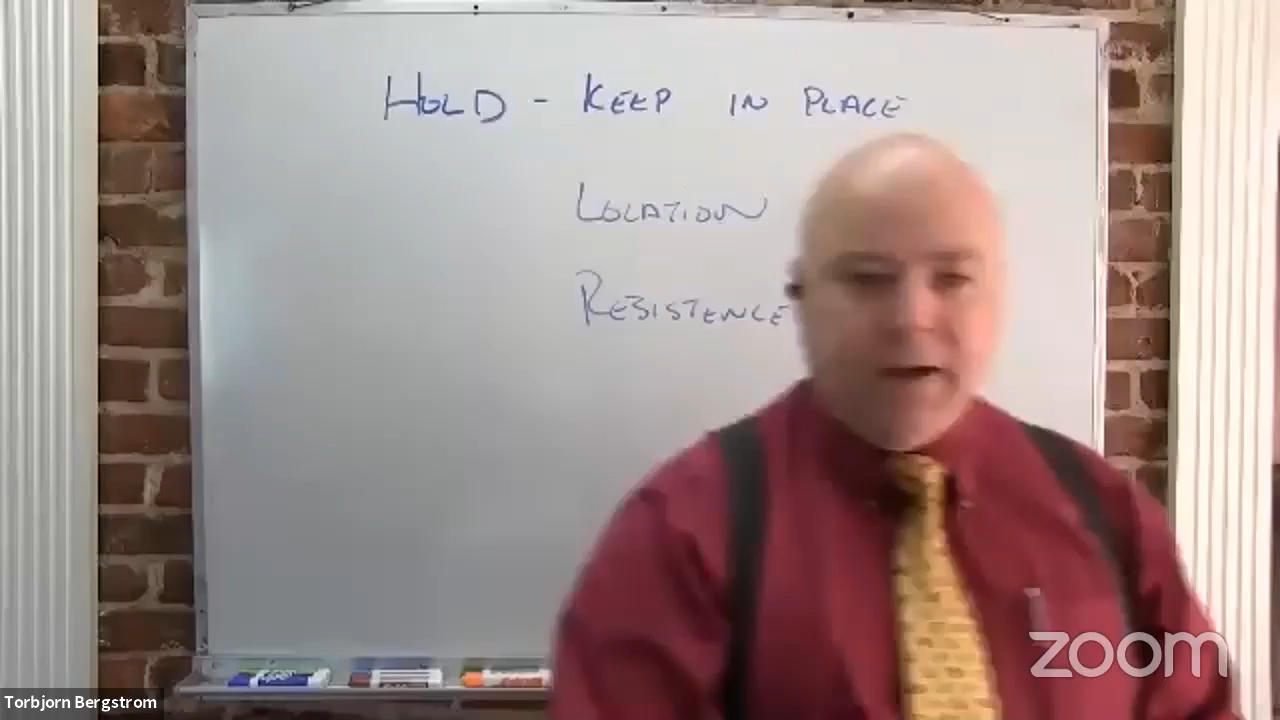 HOLD - KEEP IN PLACE
LOCATION
RESISTENCE
zoom
Torbjorn Bergstrom